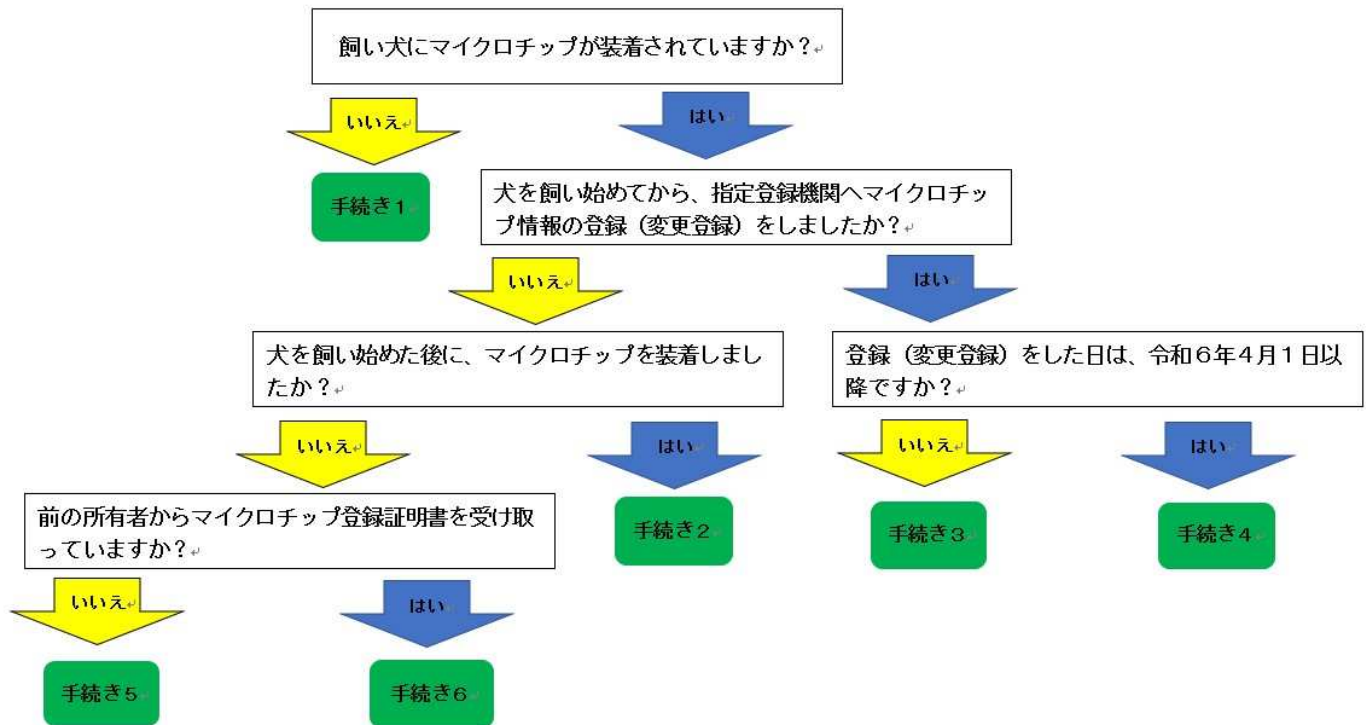 飼い犬にマイクロチップが装着されていますか？
いいえ
はい
手続き１
犬を飼い始めてから、指定登録機関へマイクロチッ
プ情報の登録（変更登録）をしましたか？
いいえ
はい
犬を飼い始めた後に、マイクロチップを装着しまし
たか？
登録（変更登録）をした日は、令和６年４月１日以
降ですか？
いいえ
はい
いいえ
はい
前の所有者からマイクロチップ登録証明書を受け取
っていますか？
手続き２
手続き３
手続き４
いいえ
はい
手続き５
手続き６